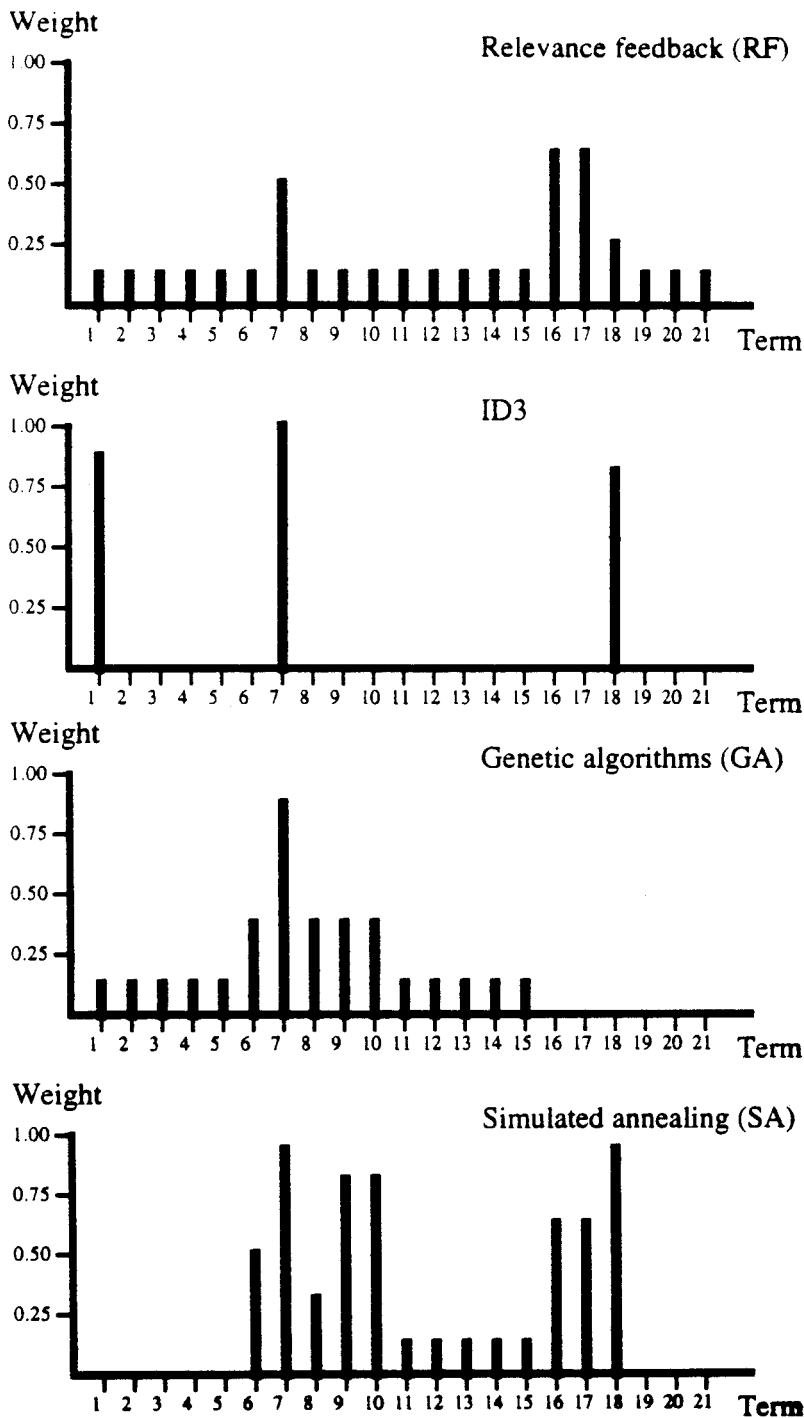 Weight
Relevance feedback (RF)
1.00
0.75
0.50
0.25
1 2 3 4 5 6 7 8 9 10 11 12 13 14 15 16 17 18 19 20 21 Term
Weight
ID3
1.00
0.75
0.50
0.25
1 2 3 4 5 6 7 8 9 10 11 12 13 14 15 16 17 18 19 20 21 Term
Weight
Genetic algorithms (GA)
1.00
0.75
0.50
0.25
1 2 3 4 5 6 7 8 9 10 11 12 13 14 15 16 17 18 19 20 21 Term
Weight
Simulated annealing (SA)
1.00
0.75
0.50
0.25
1 2 3 4 5 6 7 8 9 10 11 12 13 14 15 16 17 18 19 20 21 Term